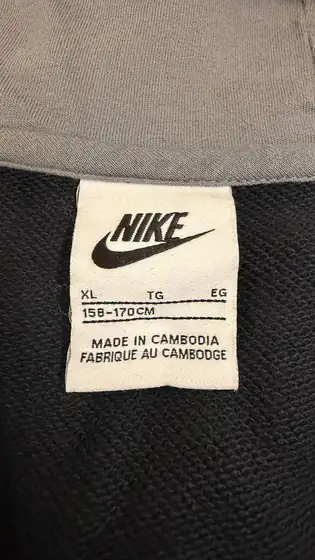 NIKE
XL TG EG
158-170CM
MADE IN CAMBODIA
FABRIQUE AU CAMBODGE